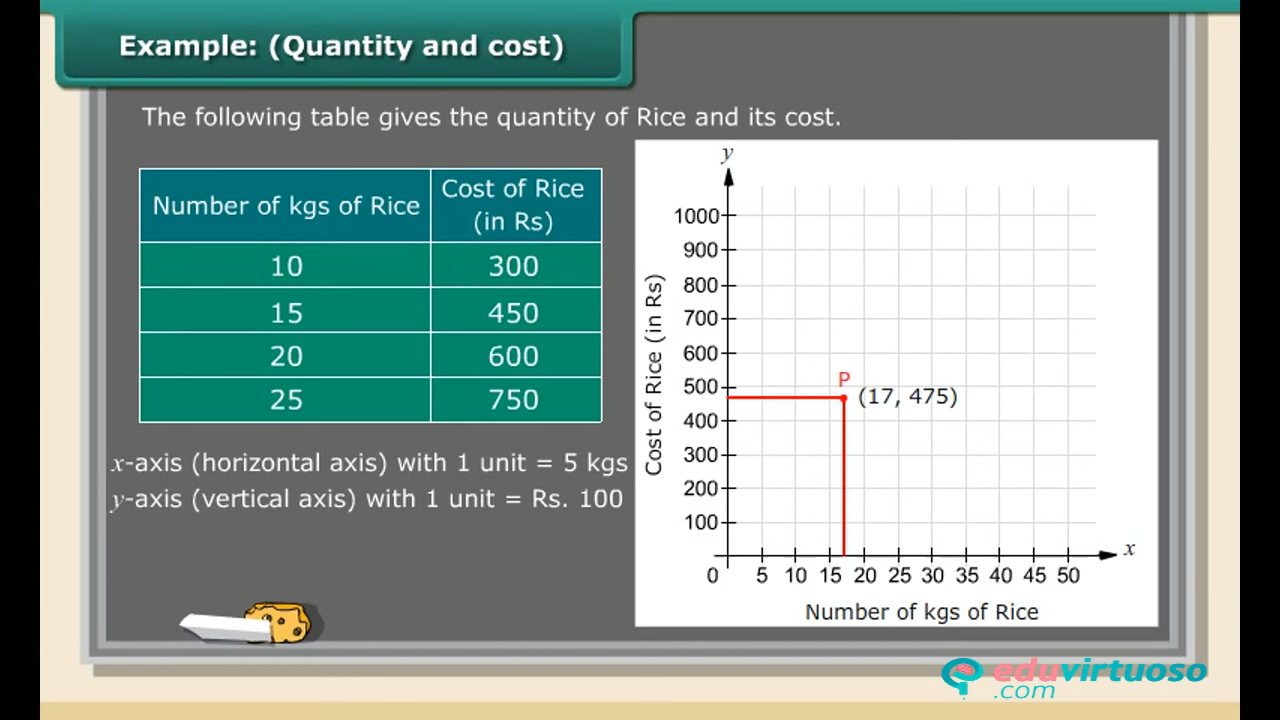 Example: (Quantity and cost)
The following table gives the quantity of Rice and its cost.
Number of kgs of Rice
Cost of Rice
(in Rs)
10 300
15 450
20 600
25 750
x-axis (horizontal axis) with 1 unit = 5 kgs
y-axis (vertical axis) with 1 unit = Rs. 100
y
1000
900
800
700
600
500
400
300
200
100
Cost of Rice (in Rs)
P
(17, 475)
x
0 5 10 15 20 25 30 35 40 45 50
Number of kgs of Rice
eduvirtuoso
.com